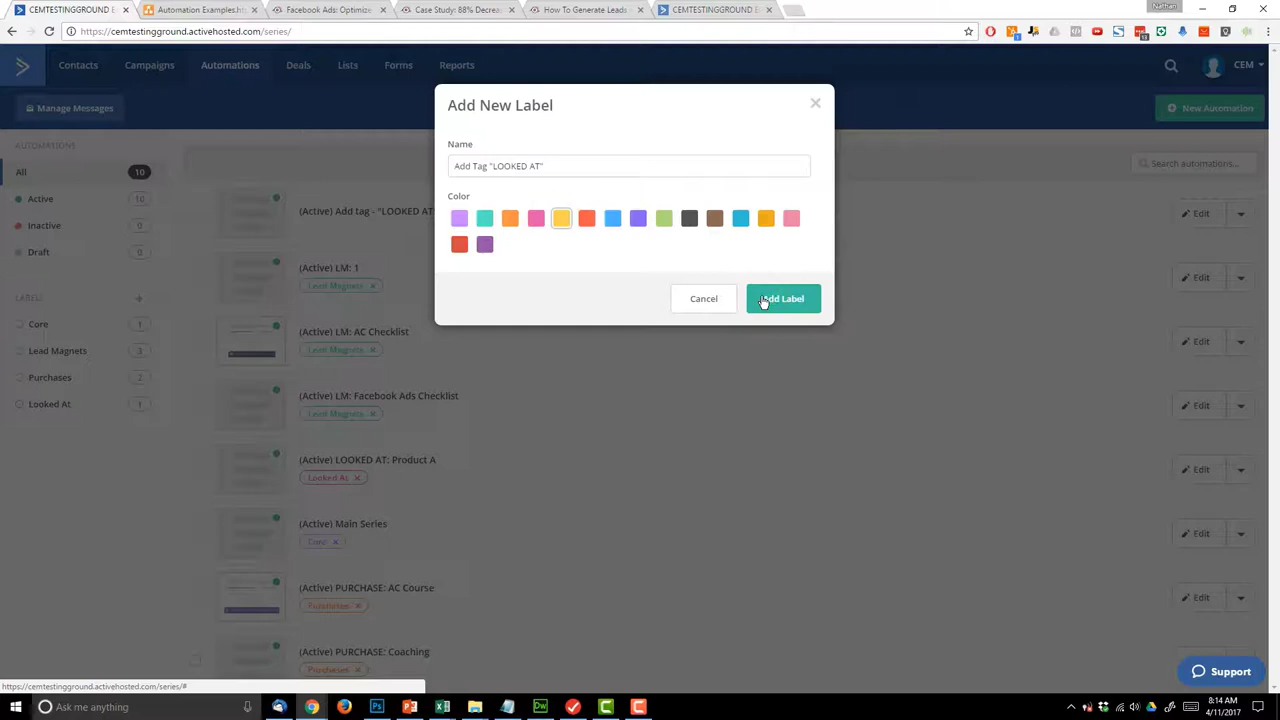 Nathan
CEMTESTINGGROUND E
Automation Examples.ht
Facebook Ads: Optimize
Case Study: 88% Decrea
How To Generate Leads
CEMTESTINGGROUND E
https://cemtestingground.activehosted.com/series/
Contacts
Campaigns
Automations
Deals
Lists
Forms
Reports
CEM
Manage Messages
New Automation
Add New Label
Name
Add Tag "LOOKED AT"
Color
Cancel
Add Label
AUTOMATIONS
All 10
Active 10
Inactive 0
Draft 0
LABELS
Core 1
Lead Magnets 3
Purchases 2
Looked At 1
Search automations...
(Active) Add tag - "LOOKED AT
Edit
(Active) LM: 1
Lead Magnets
Edit
(Active) LM: AC Checklist
Lead Magnets
Edit
(Active) LM: Facebook Ads Checklist
Lead Magnets
Edit
(Active) LOOKED AT: Product A
Looked At
Edit
(Active) Main Series
Core
Edit
(Active) PURCHASE: AC Course
Purchases
Edit
(Active) PURCHASE: Coaching
Purchases
Support
https://cemtestingground.activehosted.com/series/#
Ask me anything
8:14 AM
4/11/2017